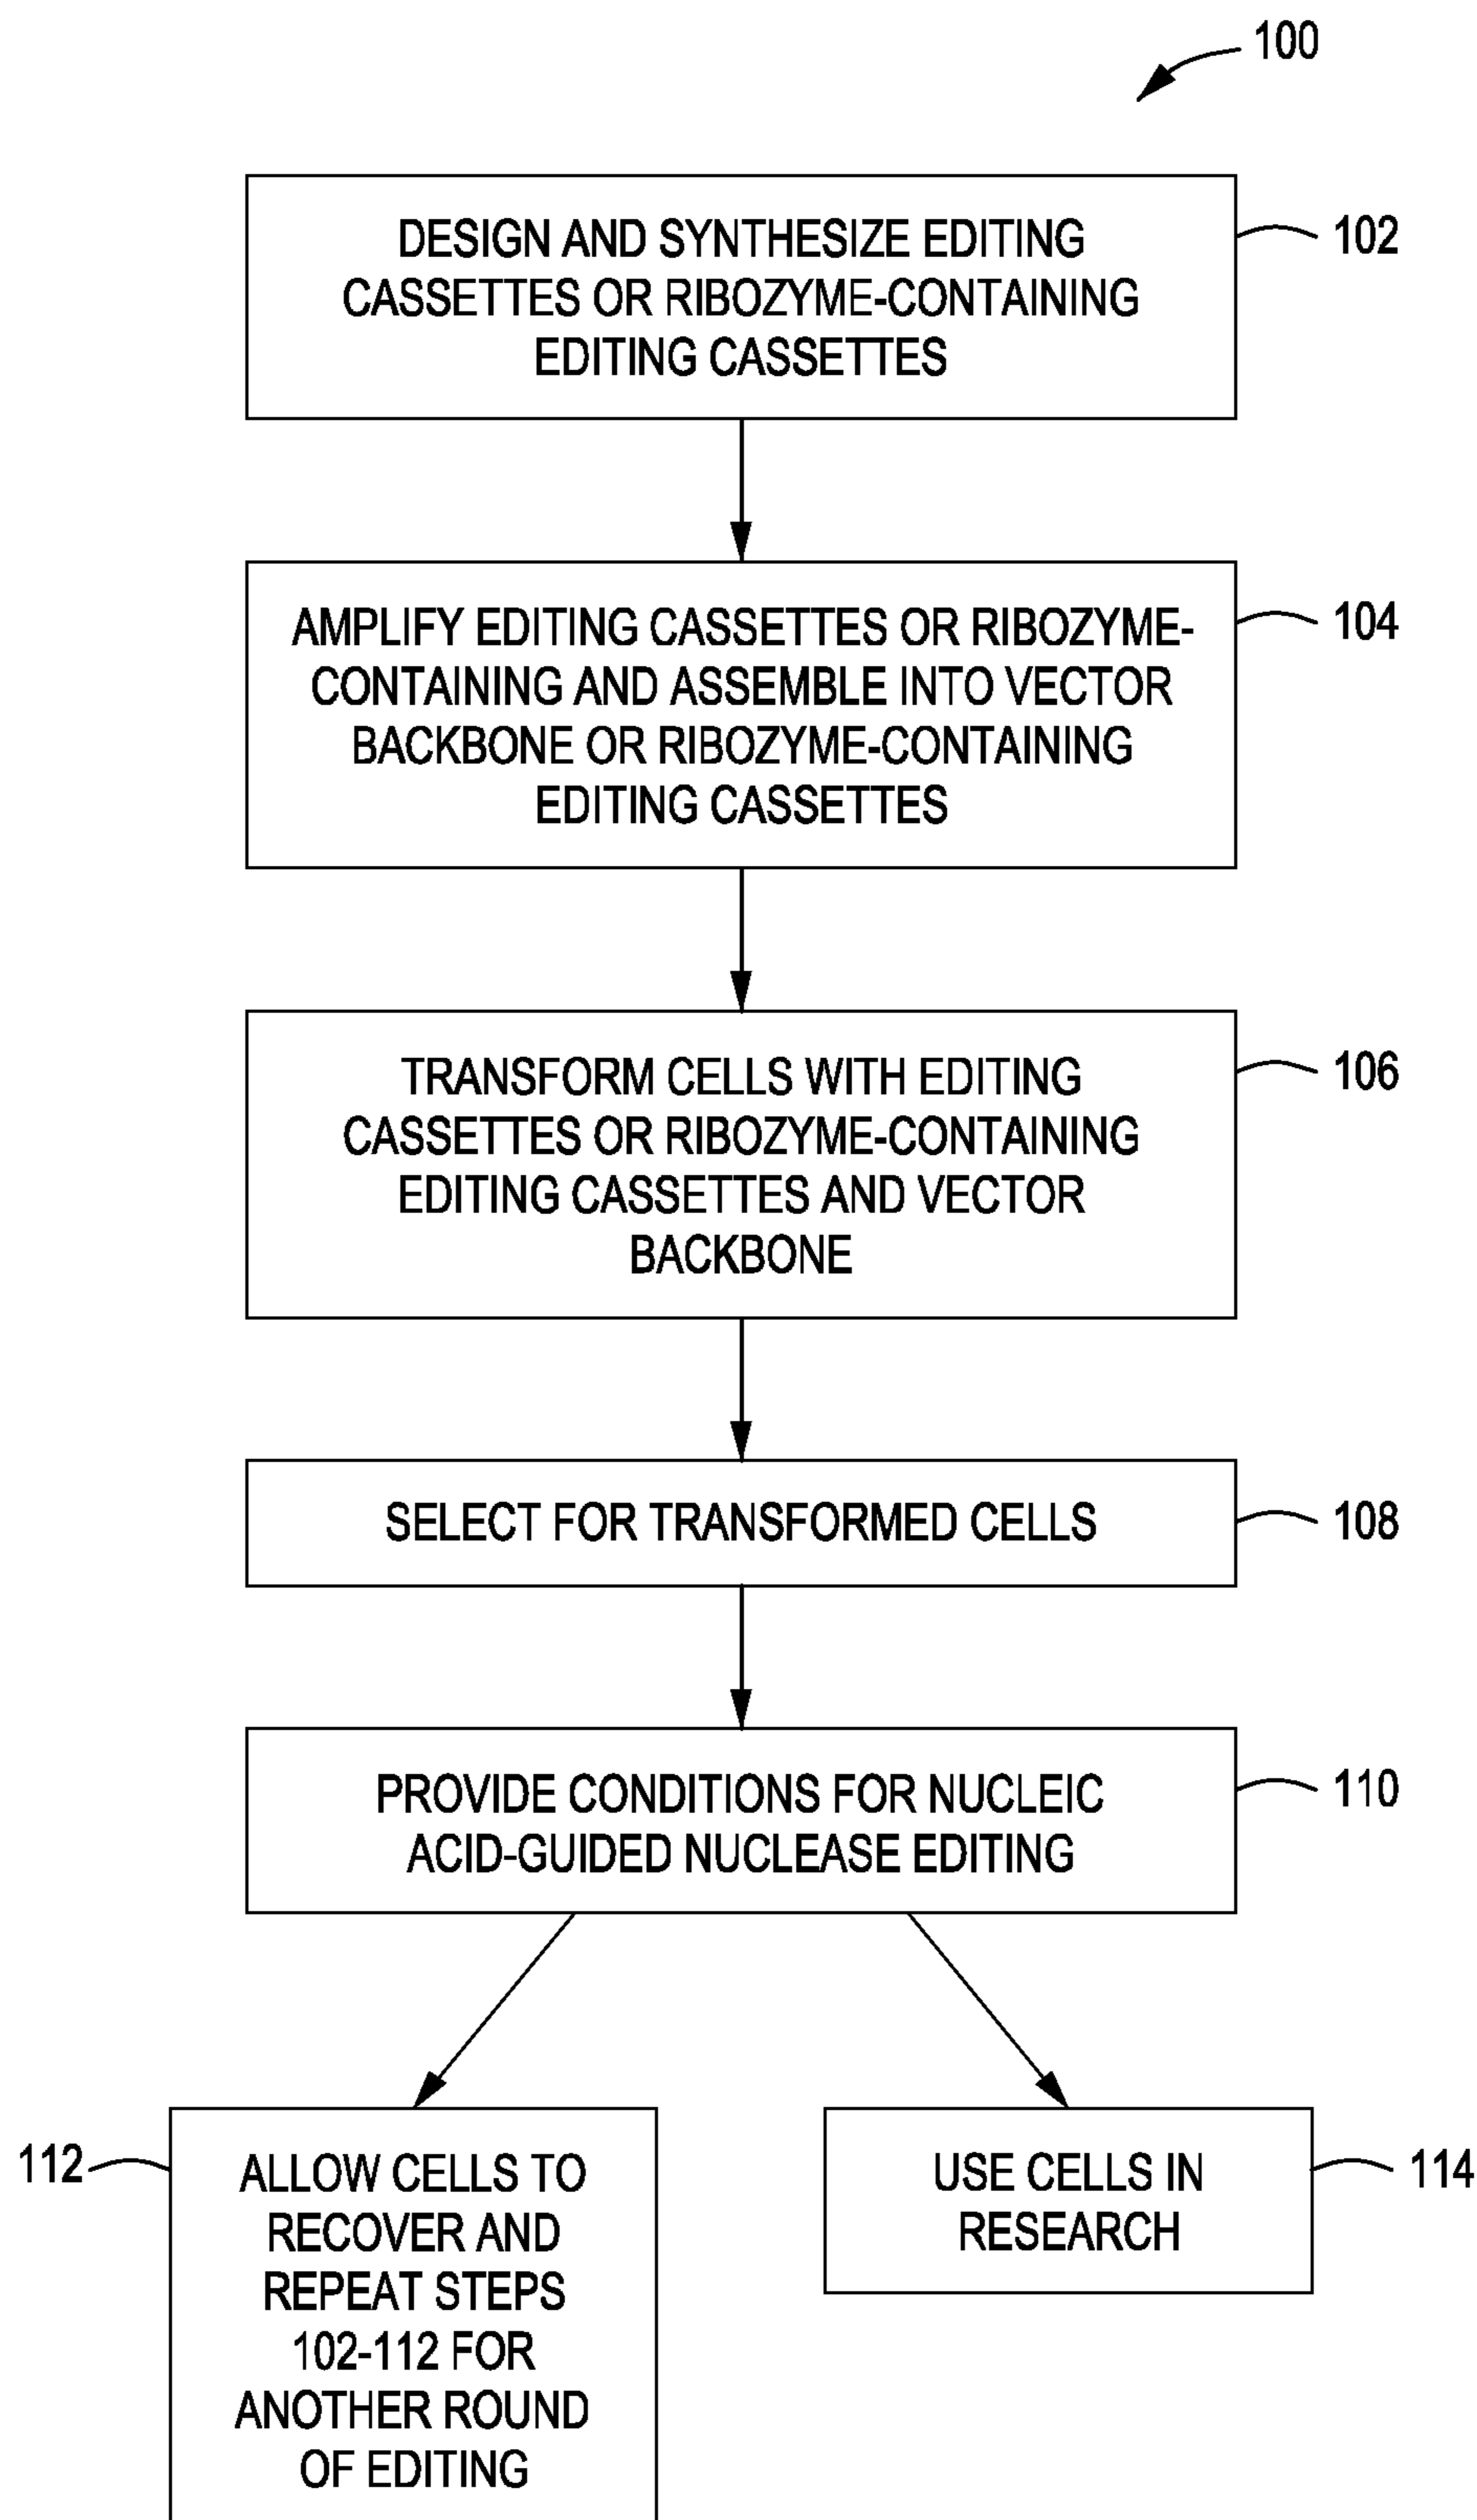 100
DESIGN AND SYNTHESIZE EDITING
CASSETTES OR RIBOZYME-CONTAINING
EDITING CASSETTES
102
AMPLIFY EDITING CASSETTES OR RIBOZYME-
CONTAINING AND ASSEMBLE INTO VECTOR
BACKBONE OR RIBOZYME-CONTAINING
EDITING CASSETTES
104
TRANSFORM CELLS WITH EDITING
CASSETTES OR RIBOZYME-CONTAINING
EDITING CASSETTES AND VECTOR
BACKBONE
106
SELECT FOR TRANSFORMED CELLS
108
PROVIDE CONDITIONS FOR NUCLEIC
ACID-GUIDED NUCLEASE EDITING
110
112
ALLOW CELLS TO
RECOVER AND
REPEAT STEPS
102-112 FOR
ANOTHER ROUND
OF EDITING
USE CELLS IN
RESEARCH
114